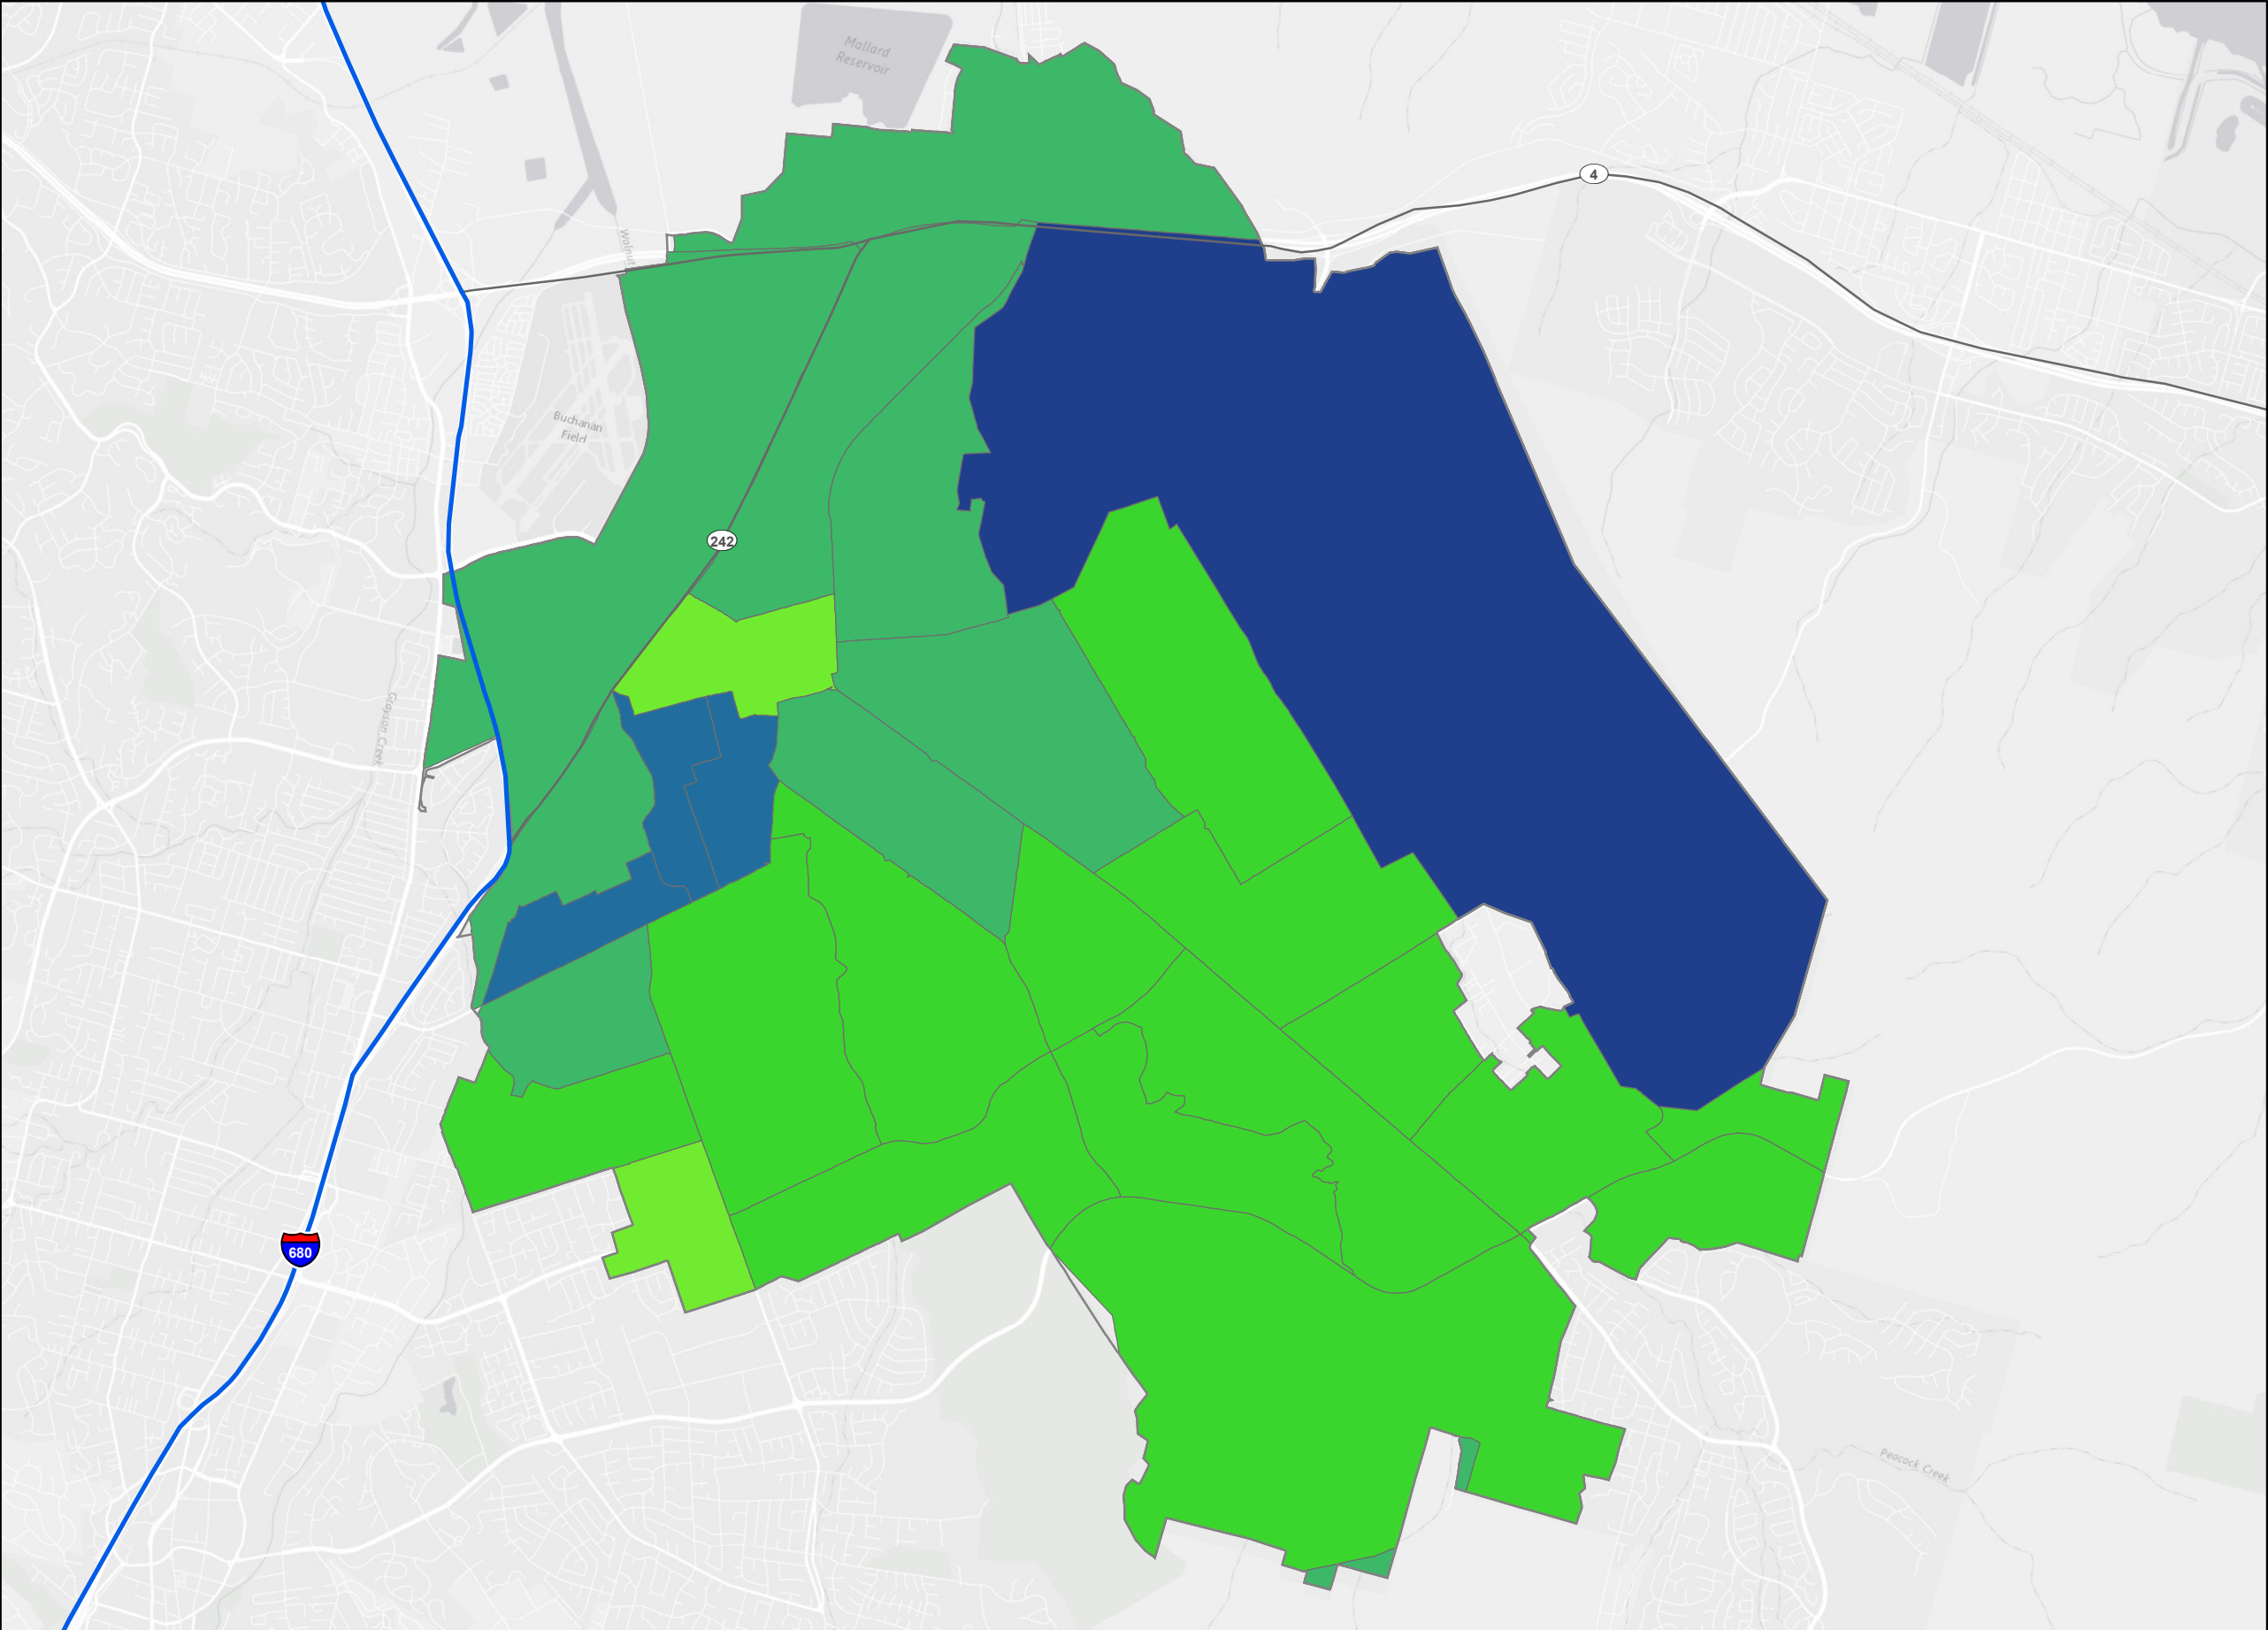 Mallard
Reservoir
4
Walnut
Buchanan
Field
242
Grayson Creek
680
Peacock Creek